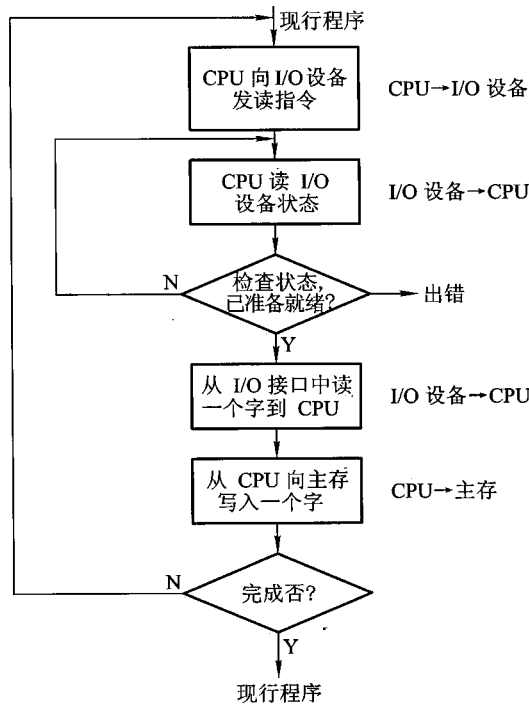 现行程序
CPU 向 I/O 设备
发读指令
CPU→I/O 设备
CPU 读 I/O
设备状态
I/O 设备→CPU
N
检查状态,
已准备就绪?
出错
Y
从 I/O 接口中读
一个字到 CPU
I/O 设备→CPU
从 CPU 向主存
写入一个字
CPU→主存
N
完成否?
Y
现行程序